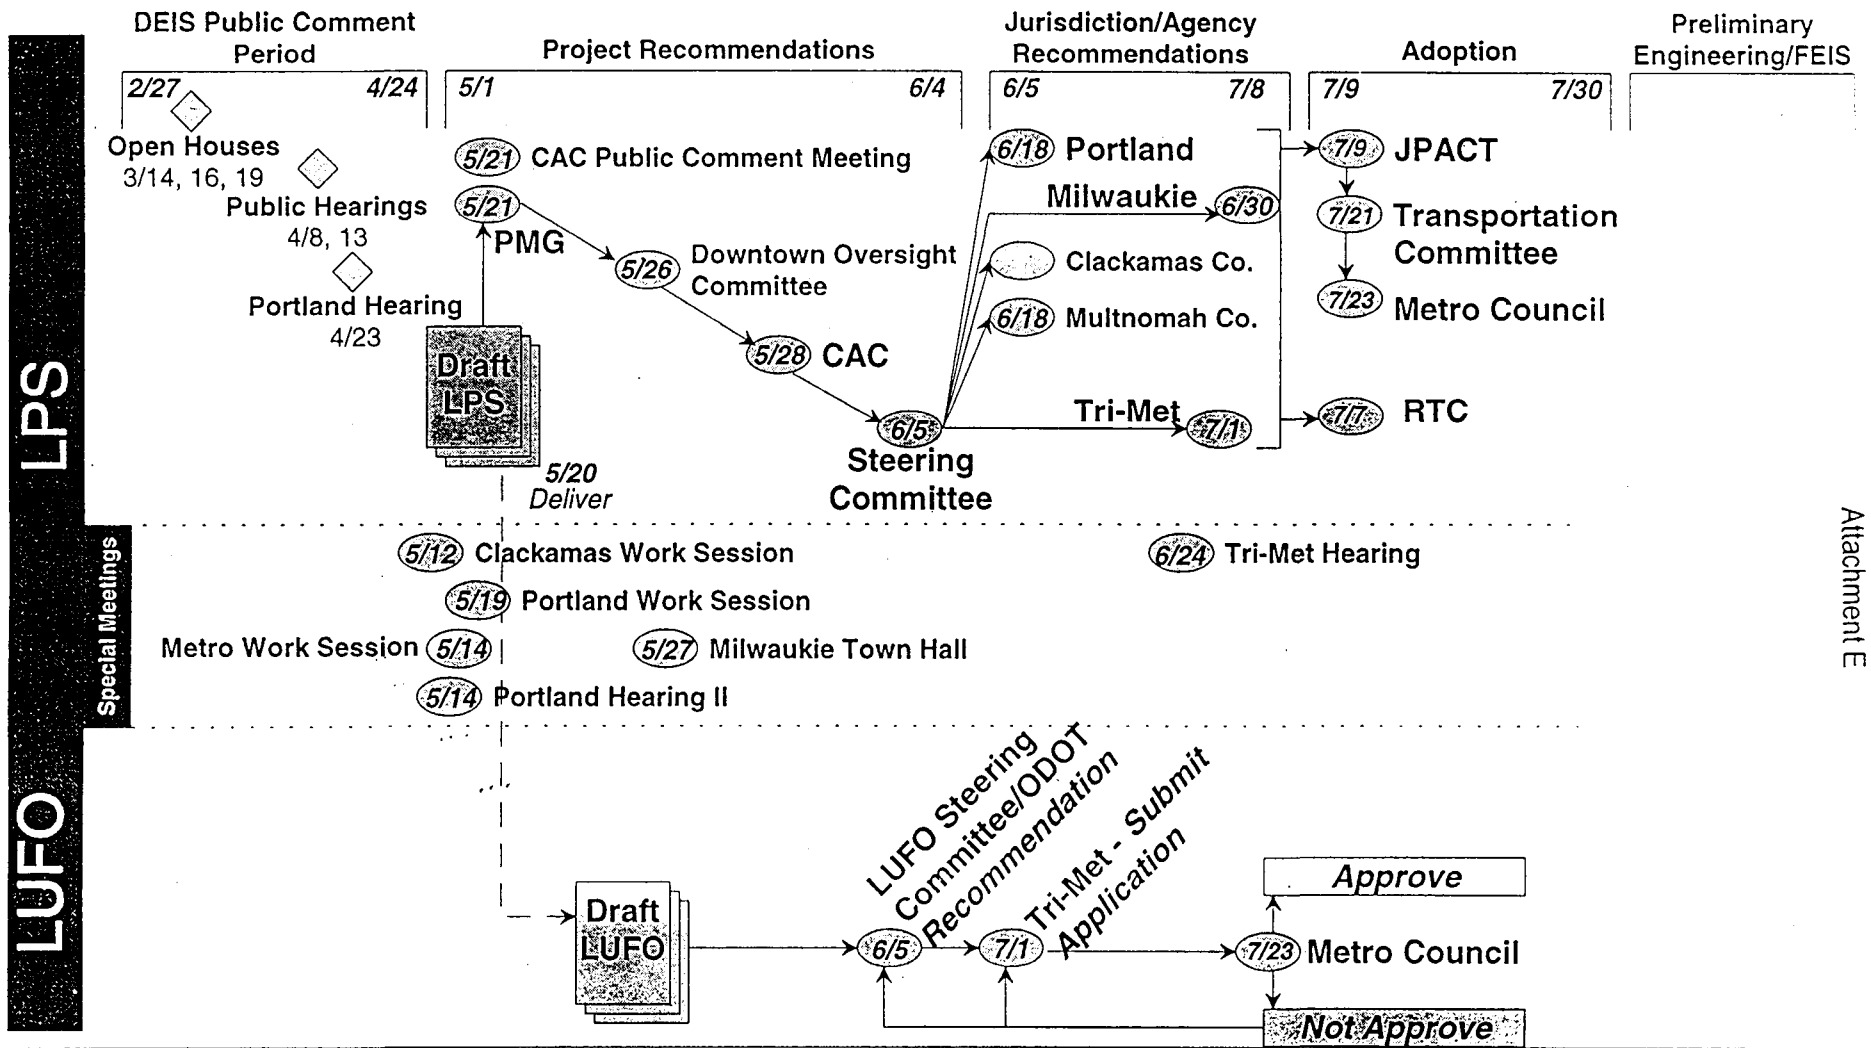 DEIS Public Comment
Period
2/27 4/24
Project Recommendations
5/1 6/4
Jurisdiction/Agency
Recommendations
6/5 7/8
Adoption
7/9 7/30
Preliminary
Engineering/FEIS
LPS
Open Houses
3/14, 16, 19
Public Hearings
4/8, 13
Portland Hearing
4/23
5/21 CAC Public Comment Meeting
5/21
PMG
Draft
LPS
5/20
Deliver
5/26 Downtown Oversight
Committee
5/28 CAC
6/5
Steering
Committee
6/18 Portland
Milwaukie 6/30
Clackamas Co.
6/18 Multnomah Co.
Tri-Met 7/1
7/9 JPACT
7/21 Transportation
Committee
7/23 Metro Council
7/7 RTC
Special Meetings
5/12 Clackamas Work Session
5/19 Portland Work Session
Metro Work Session 5/14
5/27 Milwaukie Town Hall
5/14 Portland Hearing II
6/24 Tri-Met Hearing
Attachment E
LUFO
Draft
LUFO
6/5
LUFO Steering
Committee/ODOT
Recommendation
7/1
Tri-Met - Submit
Application
7/23 Metro Council
Approve
Not Approve